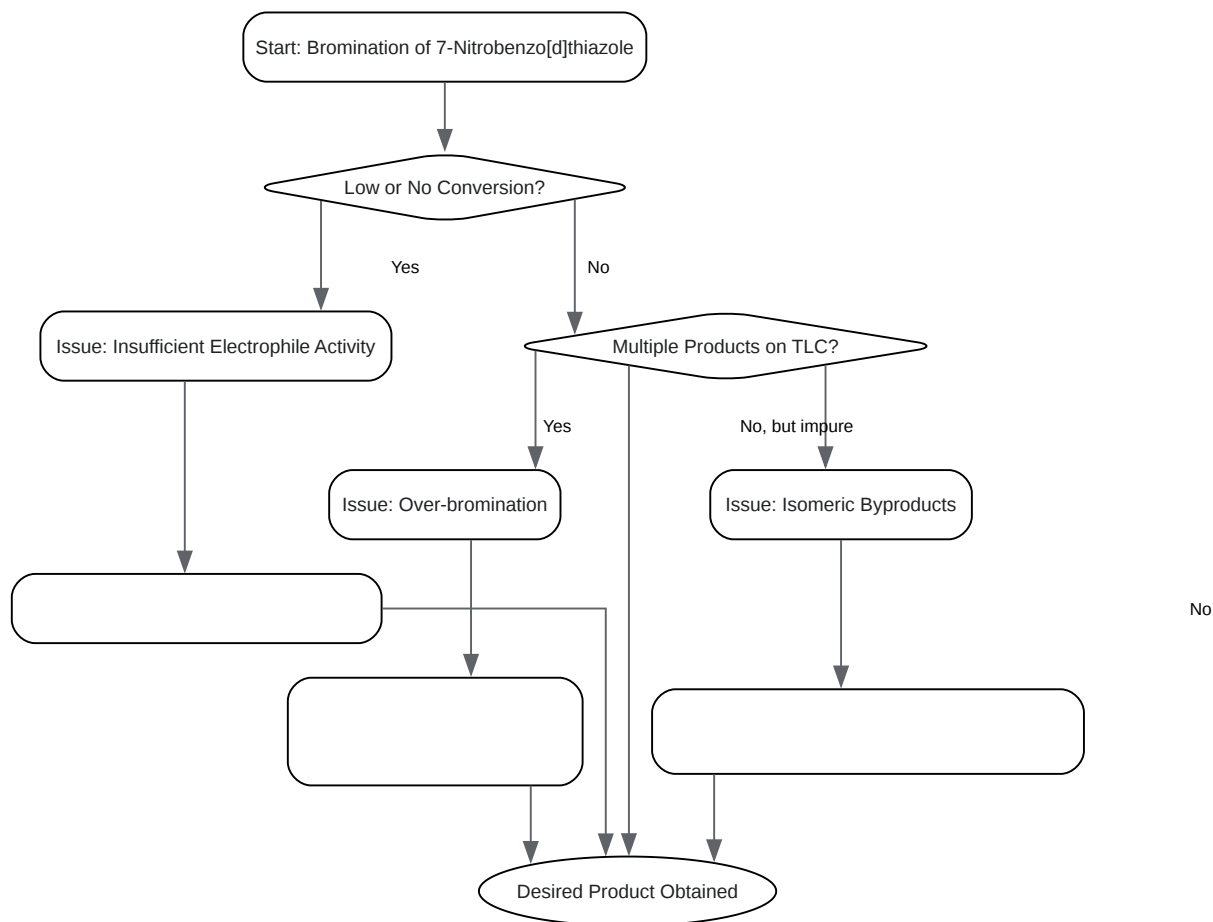 Start: Bromination of 7-Nitrobenzo[d]thiazole
Low or No Conversion?
Yes
No
Issue: Insufficient Electrophile Activity
Multiple Products on TLC?
Yes
No, but impure
Issue: Over-bromination
Issue: Isomeric Byproducts
No
Desired Product Obtained